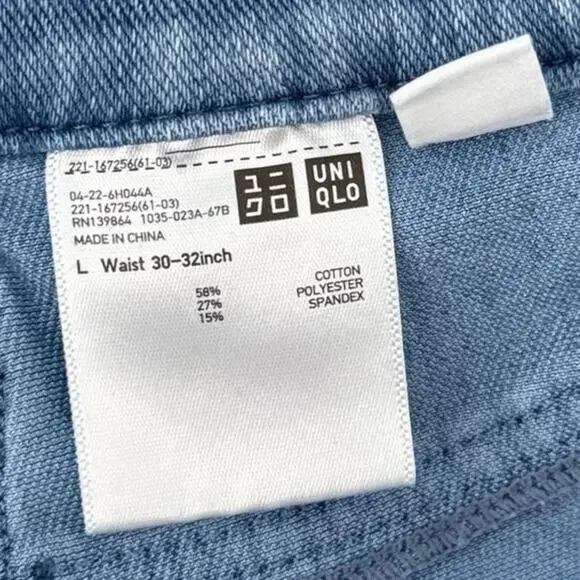 221-167256(61-03)
04-22-6H044A
221-167256(61-03)
RN139864 1035-023A-67B
MADE IN CHINA
ユニ
クロ
UNI
QLO
L Waist 30-32inch
58% COTTON
27% POLYESTER
15% SPANDEX